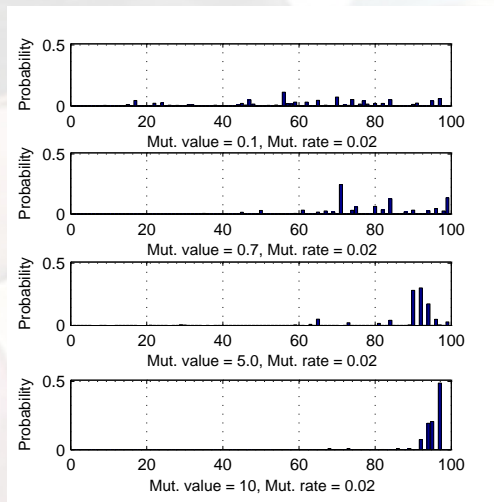 0.5
Probability
0
0 20 40 60 80 100
Mut. value = 0.1, Mut. rate = 0.02
0.5
Probability
0
0 20 40 60 80 100
Mut. value = 0.7, Mut. rate = 0.02
0.5
Probability
0
0 20 40 60 80 100
Mut. value = 5.0, Mut. rate = 0.02
0.5
Probability
0
0 20 40 60 80 100
Mut. value = 10, Mut. rate = 0.02